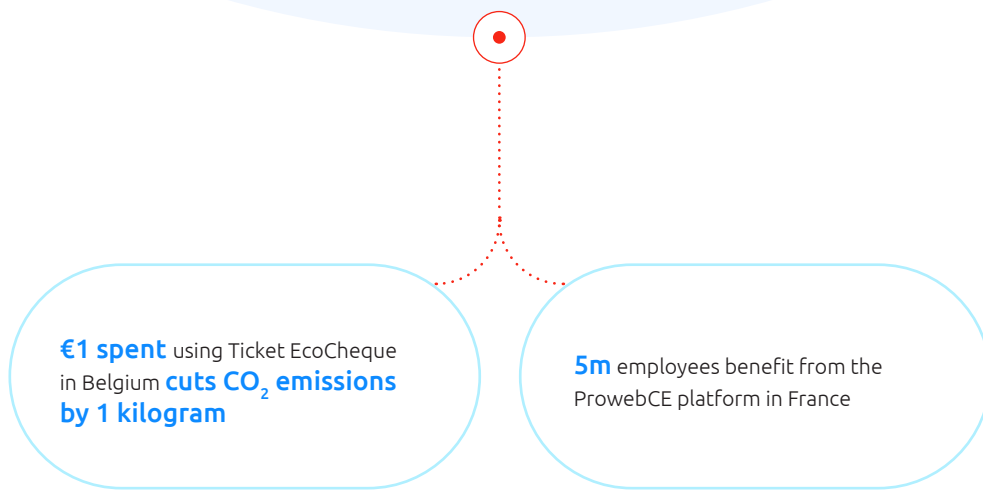 €1 spent using Ticket EcoCheque
in Belgium cuts CO₂ emissions
by 1 kilogram
5m employees benefit from the
ProwebCE platform in France